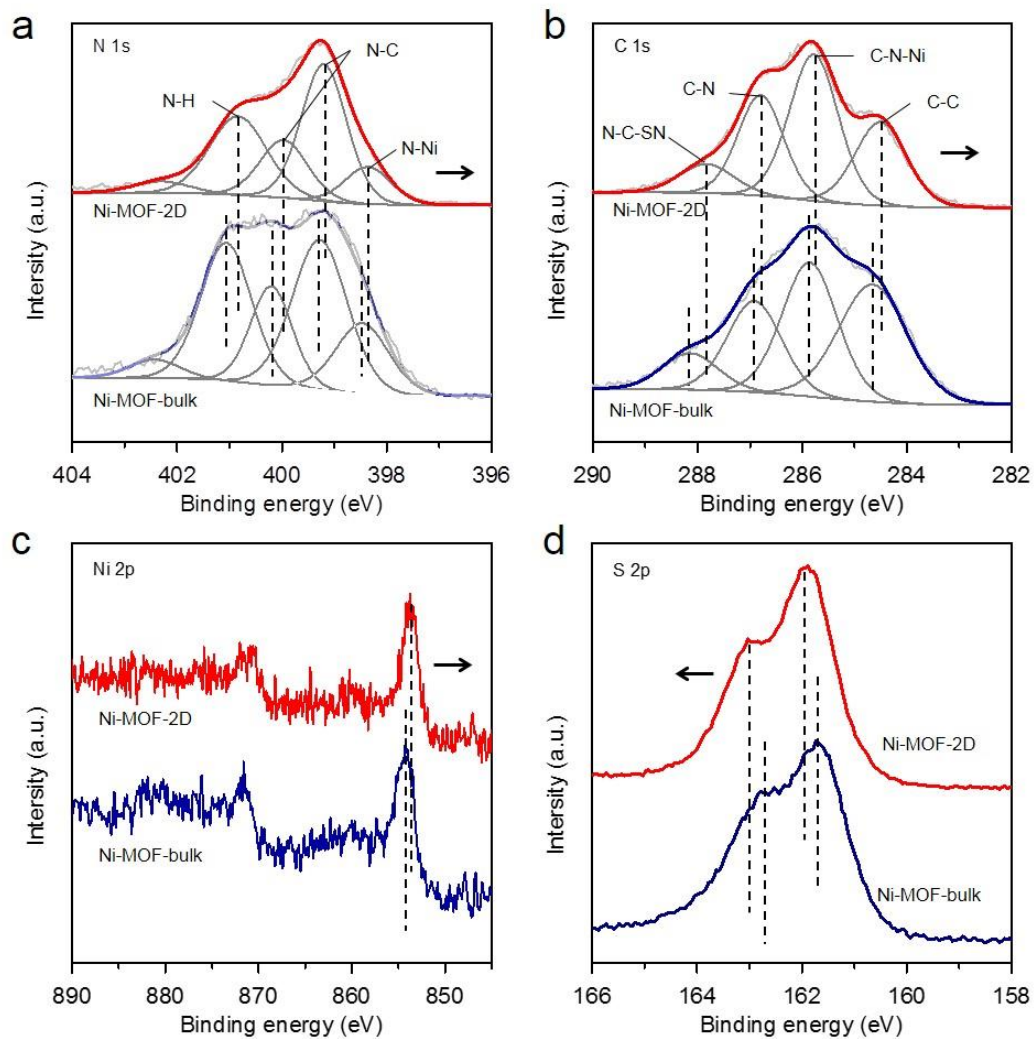 a
N 1s
N-C
N-H
N-Ni
Ni-MOF-2D
Ni-MOF-bulk
Intersity (a.u.)
404 402 400 398 396
Binding energy (eV)
b
C 1s
C-N-Ni
C-N
C-C
N-C-SN
Ni-MOF-2D
Ni-MOF-bulk
Intersity (a.u.)
290 288 286 284 282
Binding energy (eV)
c
Ni 2p
Ni-MOF-2D
Ni-MOF-bulk
Intersity (a.u.)
890 880 870 860 850
Binding energy (eV)
d
S 2p
Ni-MOF-2D
Ni-MOF-bulk
Intersity (a.u.)
166 164 162 160 158
Binding energy (eV)